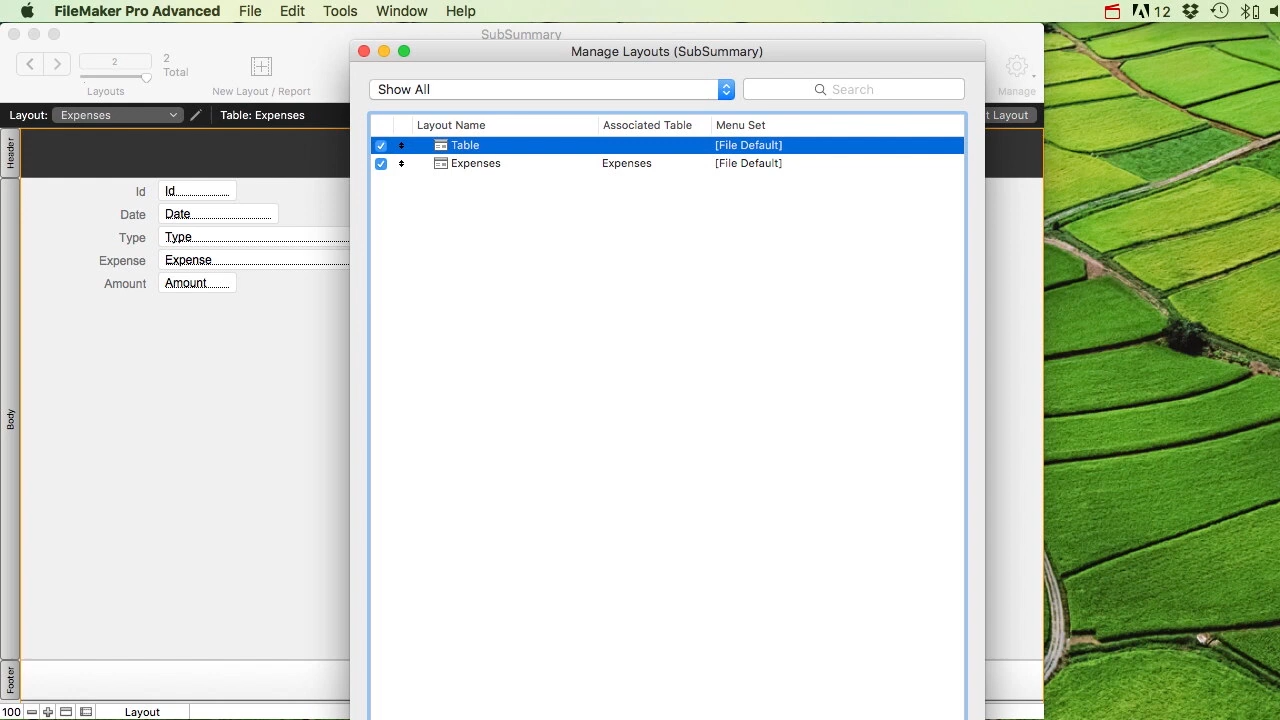 FileMaker Pro Advanced File Edit Tools Window Help 12
SubSummary
Manage Layouts (SubSummary)
2
2
Total
Layouts
New Layout / Report
Manage
Show All
Search
Layout: Expenses
Table: Expenses
t Layout
Layout Name Associated Table Menu Set
Table [File Default]
Expenses Expenses [File Default]
Header
Id Id
Date Date
Type Type
Expense Expense
Amount Amount
Body
Footer
100 Layout